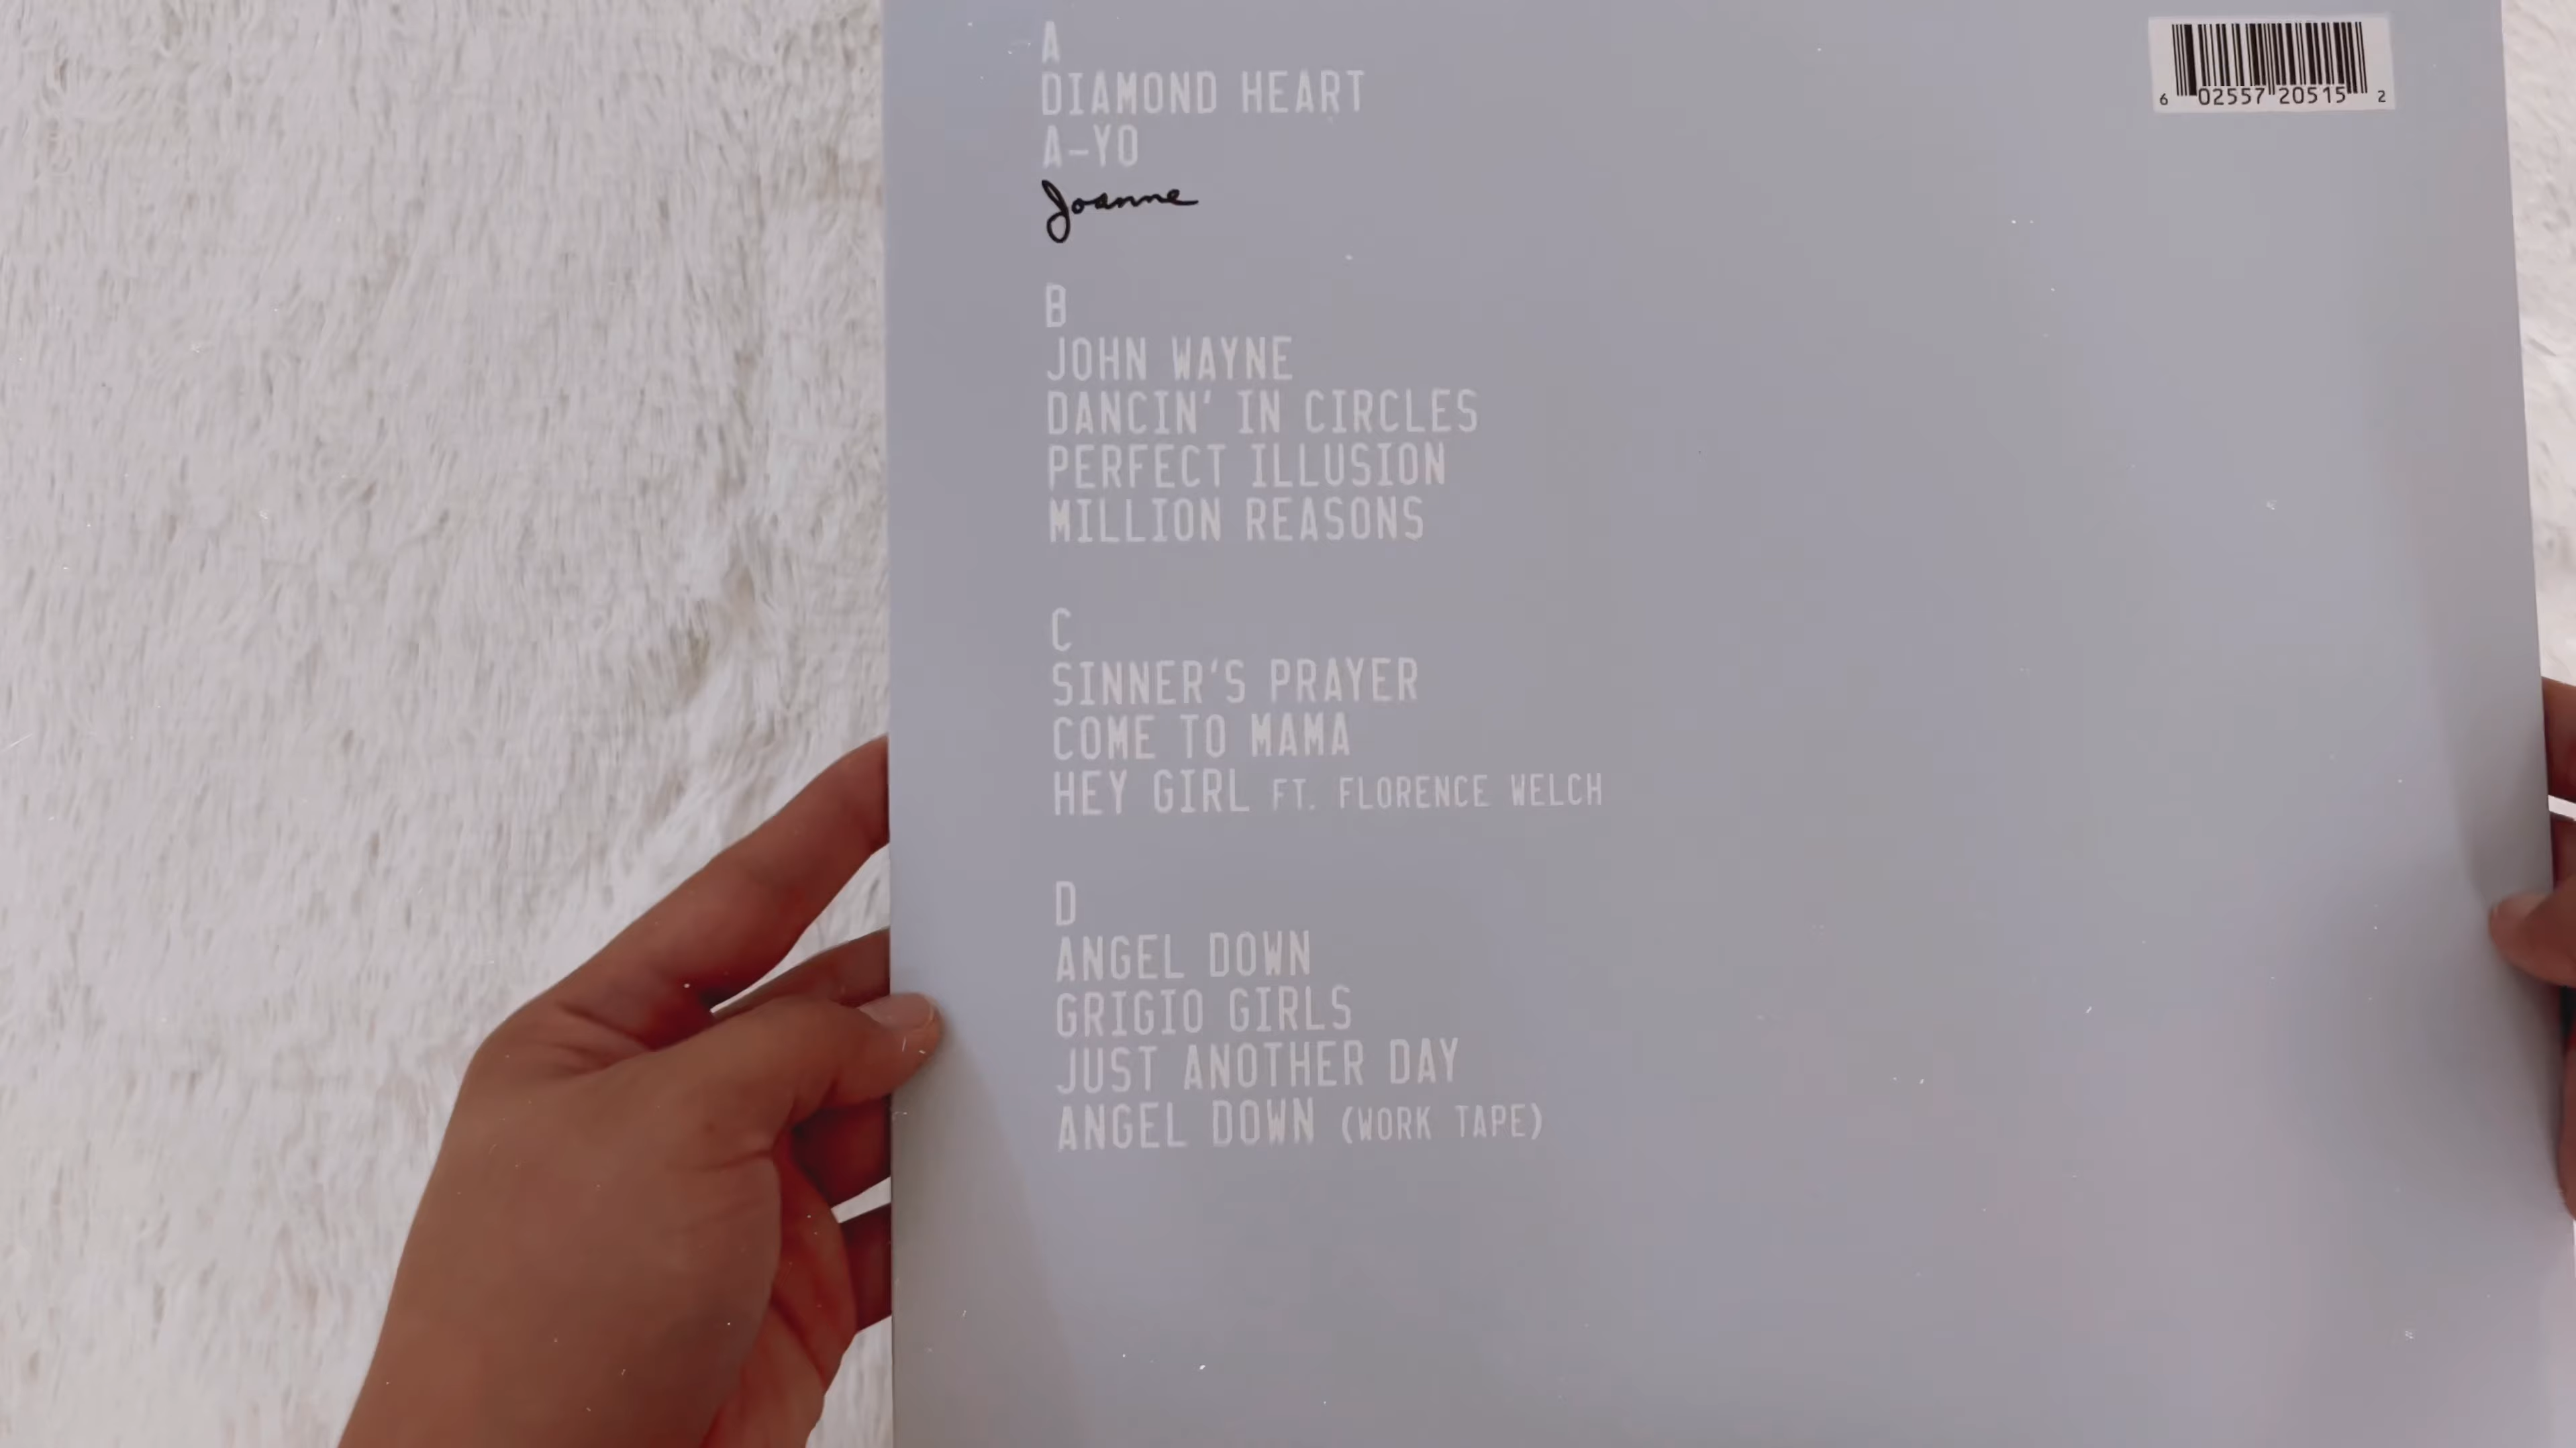 A
DIAMOND HEART
A-YO
Joanne
B
JOHN WAYNE
DANCIN' IN CIRCLES
PERFECT ILLUSION
MILLION REASONS
C
SINNER'S PRAYER
COME TO MAMA
HEY GIRL FT. FLORENCE WELCH
D
ANGEL DOWN
GRIGIO GIRLS
JUST ANOTHER DAY
ANGEL DOWN (WORK TAPE)
6 02557 20515 2